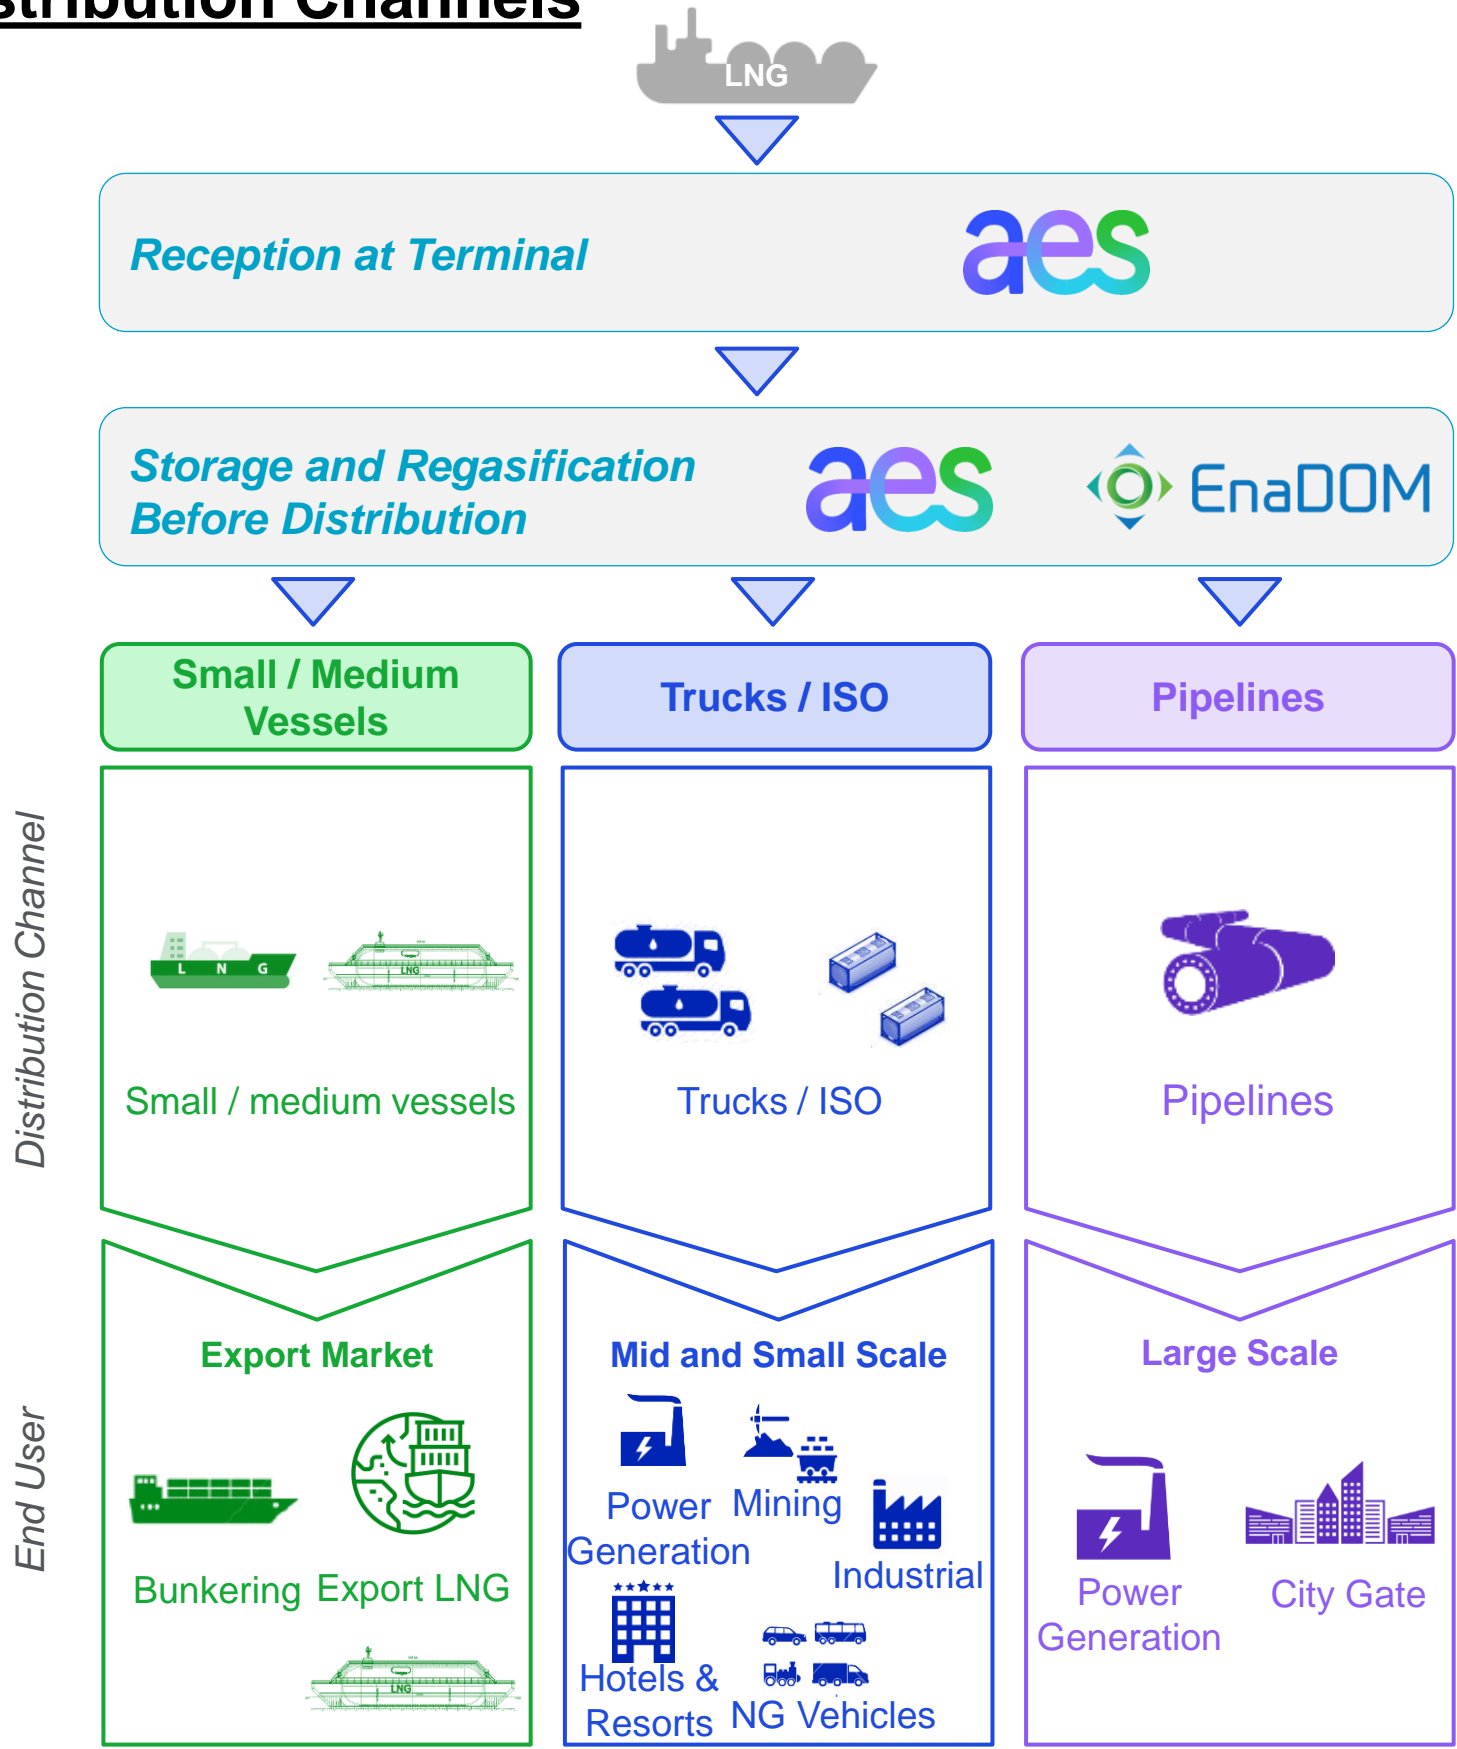 stribution Channels
LNG
Reception at Terminal
aes
Storage and Regasification
Before Distribution
aes
EnaDOM
Small / Medium
Vessels
Trucks / ISO
Pipelines
Distribution Channel
L N G
LNG
Small / medium vessels
Trucks / ISO
Pipelines
End User
Export Market
Bunkering
Export LNG
LNG
Mid and Small Scale
Power
Generation
Mining
Industrial
Hotels &
Resorts
NG Vehicles
Large Scale
Power
Generation
City Gate